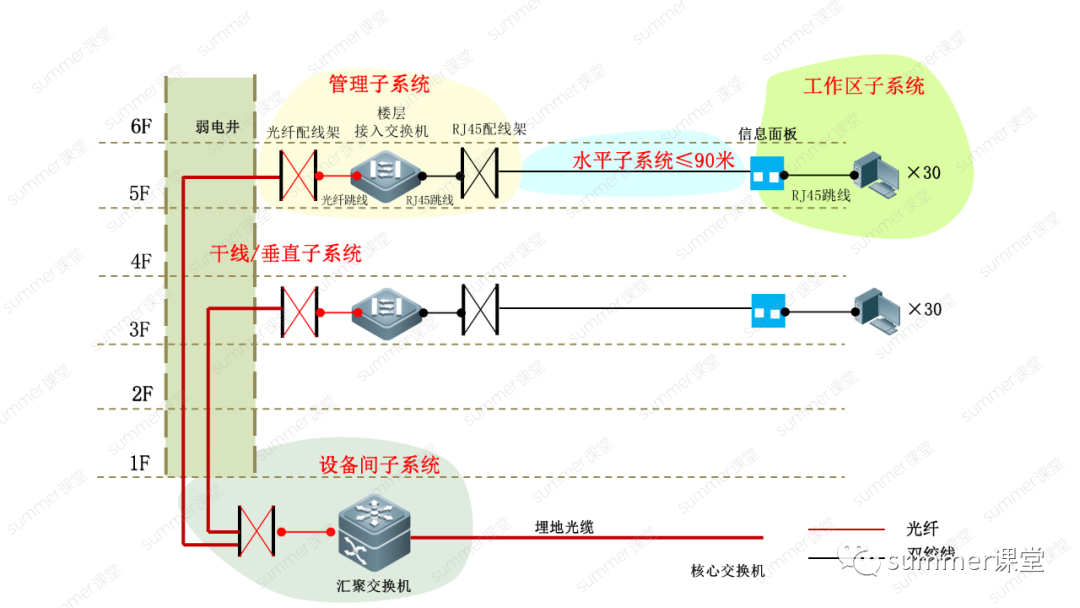 管理子系统
工作区子系统
楼层
接入交换机
光纤配线架
RJ45配线架
6F
弱电井
信息面板
水平子系统≤90米
×30
5F
光纤跳线
RJ45跳线
RJ45跳线
干线/垂直子系统
4F
×30
3F
2F
1F
设备间子系统
埋地光缆
光纤
双绞线
汇聚交换机
核心交换机
summer课堂